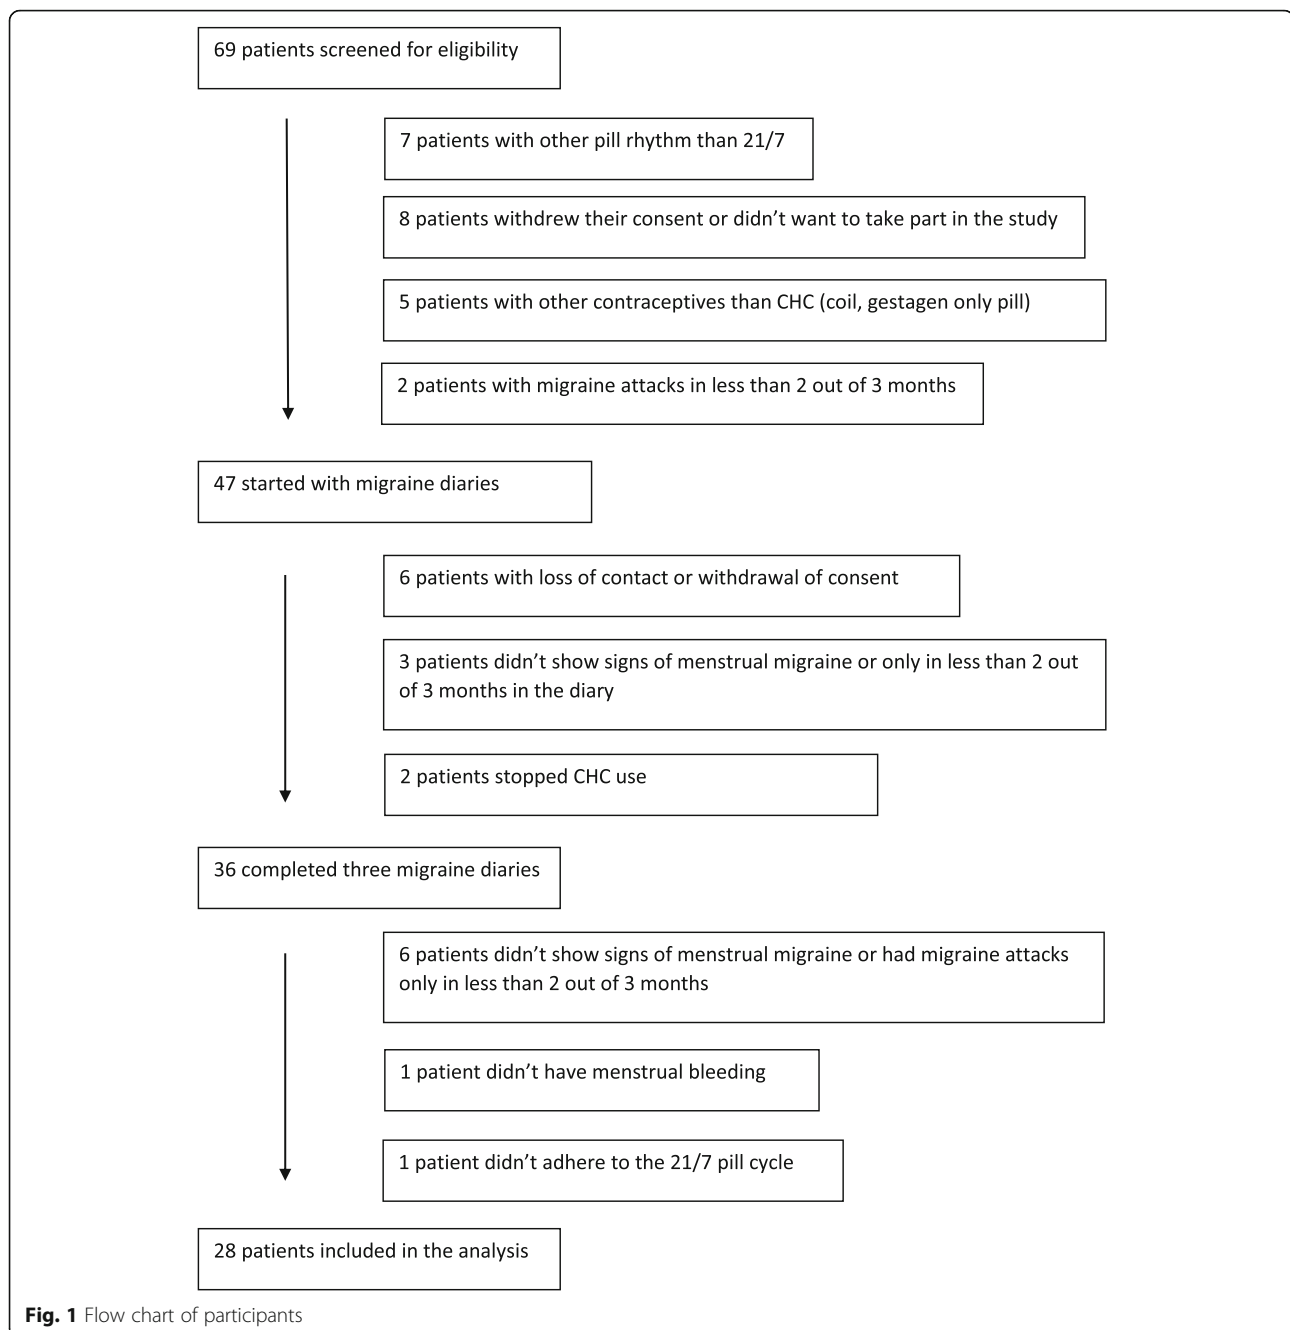 69 patients screened for eligibility
7 patients with other pill rhythm than 21/7
8 patients withdrew their consent or didn’t want to take part in the study
5 patients with other contraceptives than CHC (coil, gestagen only pill)
2 patients with migraine attacks in less than 2 out of 3 months
47 started with migraine diaries
6 patients with loss of contact or withdrawal of consent
3 patients didn’t show signs of menstrual migraine or only in less than 2 out
of 3 months in the diary
2 patients stopped CHC use
36 completed three migraine diaries
6 patients didn’t show signs of menstrual migraine or had migraine attacks
only in less than 2 out of 3 months
1 patient didn’t have menstrual bleeding
1 patient didn’t adhere to the 21/7 pill cycle
28 patients included in the analysis
Fig. 1 Flow chart of participants